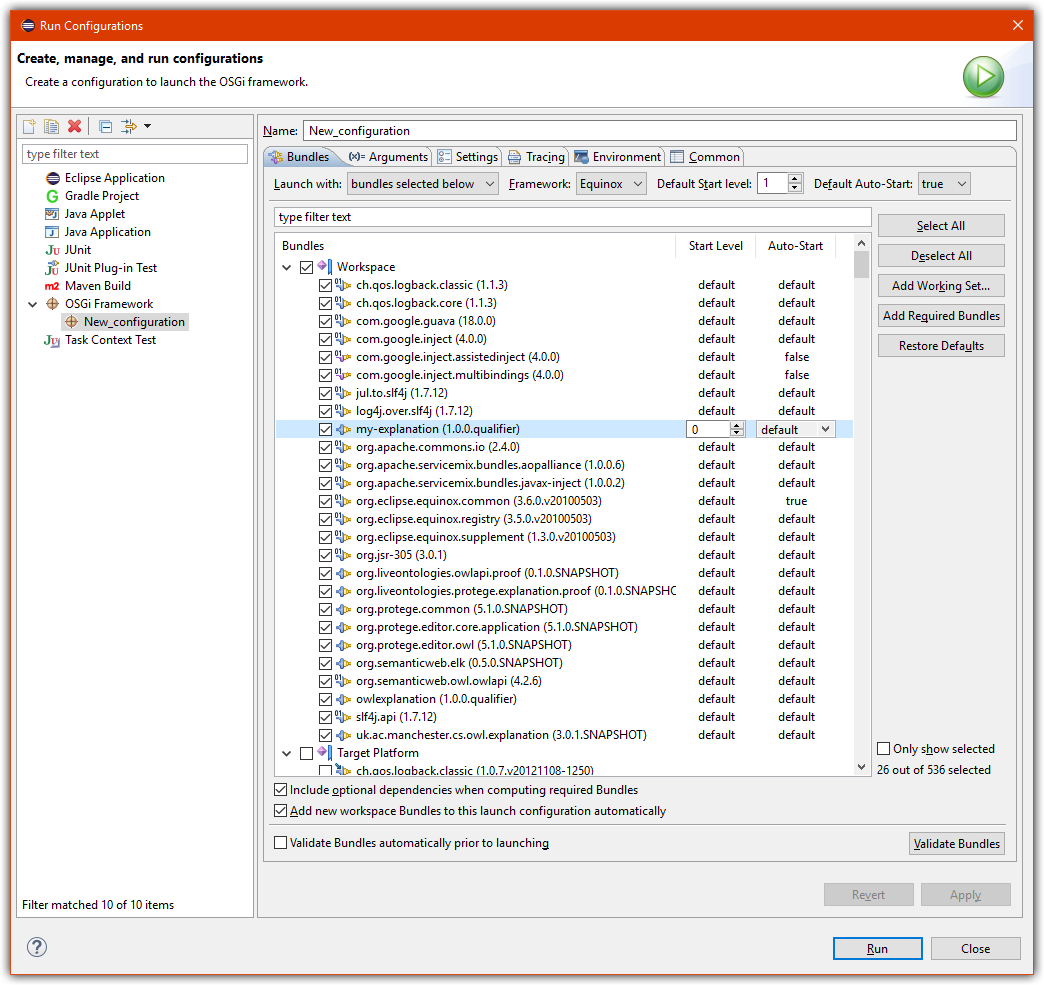 Run Configurations
Create, manage, and run configurations
Create a configuration to launch the OSGi framework.
type filter text
Eclipse Application
Gradle Project
Java Applet
Java Application
JUnit
JUnit Plug-in Test
Maven Build
OSGi Framework
New_configuration
Task Context Test
Filter matched 10 of 10 items
Name: New_configuration
Bundles (x)= Arguments Settings Tracing Environment Common
Launch with: bundles selected below Framework: Equinox Default Start level: 1 Default Auto-Start: true
type filter text
Bundles Start Level Auto-Start
Workspace
ch.qos.logback.classic (1.1.3) default default
ch.qos.logback.core (1.1.3) default default
com.google.guava (18.0.0) default default
com.google.inject (4.0.0) default default
com.google.inject.assistedinject (4.0.0) default false
com.google.inject.multibindings (4.0.0) default false
jul.to.slf4j (1.7.12) default default
log4j.over.slf4j (1.7.12) default default
my-explanation (1.0.0.qualifier) 0 default
org.apache.commons.io (2.4.0) default default
org.apache.servicemix.bundles.aopalliance (1.0.0.6) default default
org.apache.servicemix.bundles.javax-inject (1.0.0.2) default default
org.eclipse.equinox.common (3.6.0.v20100503) default true
org.eclipse.equinox.registry (3.5.0.v20100503) default default
org.eclipse.equinox.supplement (1.3.0.v20100503) default default
org.jsr-305 (3.0.1) default default
org.liveontologies.owlapi.proof (0.1.0.SNAPSHOT) default default
org.liveontologies.protege.explanation.proof (0.1.0.SNAPSHC default default
org.protege.common (5.1.0.SNAPSHOT) default default
org.protege.editor.core.application (5.1.0.SNAPSHOT) default default
org.protege.editor.owl (5.1.0.SNAPSHOT) default default
org.semanticweb.elk (0.5.0.SNAPSHOT) default default
org.semanticweb.owl.owlapi (4.2.6) default default
owlexplanation (1.0.0.qualifier) default default
slf4j.api (1.7.12) default default
uk.ac.manchester.cs.owl.explanation (3.0.1.SNAPSHOT) default default
Target Platform
ch.qos.logback.classic (1.0.7.v20121108-1250)
Select All
Deselect All
Add Working Set...
Add Required Bundles
Restore Defaults
Only show selected
26 out of 536 selected
Include optional dependencies when computing required Bundles
Add new workspace Bundles to this launch configuration automatically
Validate Bundles automatically prior to launching
Validate Bundles
Revert Apply
Run Close